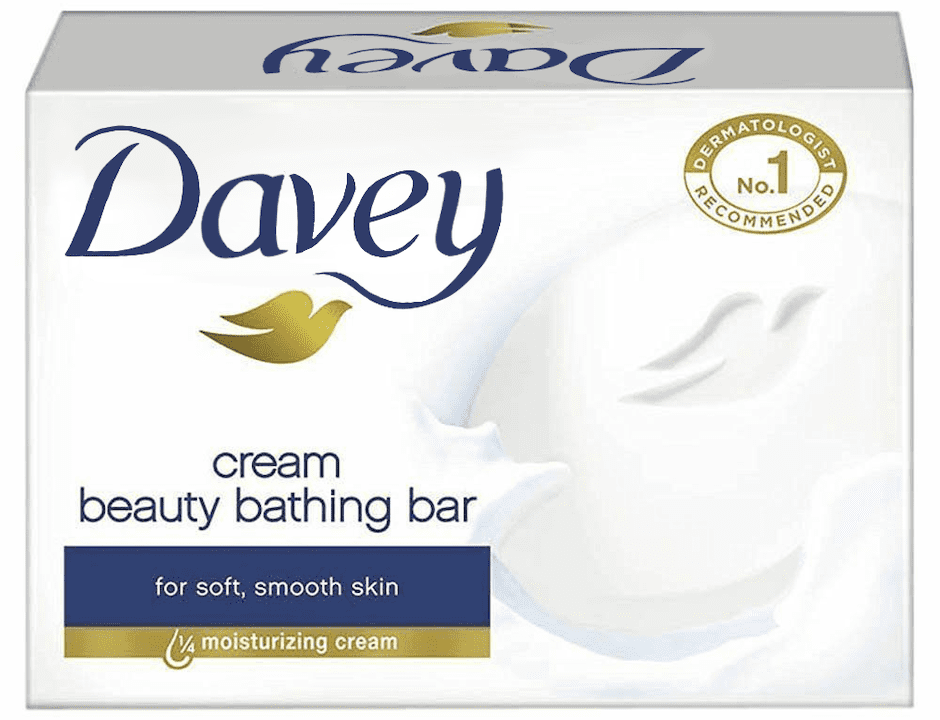 Davey
Davey
DERMATOLOGIST
No.1
RECOMMENDED
cream
beauty bathing bar
for soft, smooth skin
1/4 moisturizing cream